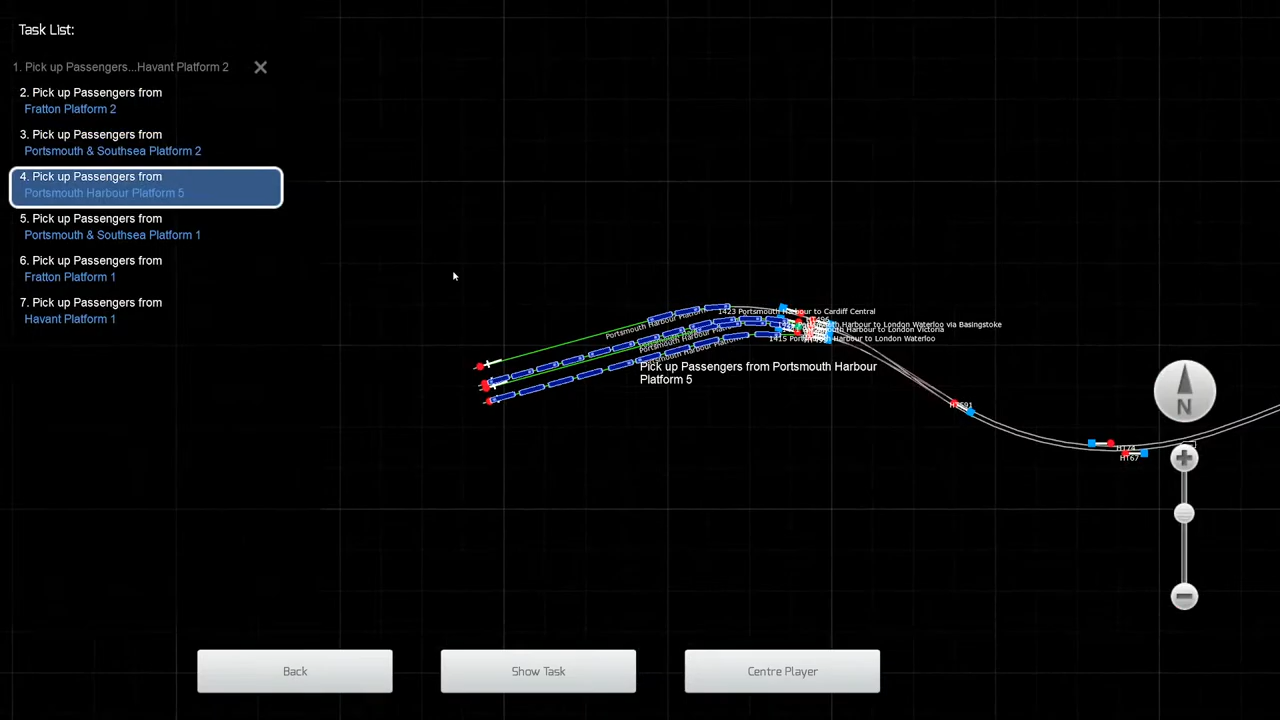 Task List:
1. Pick up Passengers...Havant Platform 2
2. Pick up Passengers from
Fratton Platform 2
3. Pick up Passengers from
Portsmouth & Southsea Platform 2
4. Pick up Passengers from
Portsmouth Harbour Platform 5
5. Pick up Passengers from
Portsmouth & Southsea Platform 1
6. Pick up Passengers from
Fratton Platform 1
7. Pick up Passengers from
Havant Platform 1
1423 Portsmouth Harbour to Cardiff Central
Portsmouth Harbour to London Waterloo via Basingstoke
Harbour to London Victoria
1415 Portsmouth Harbour to London Waterloo
Portsmouth Harbour
Pick up Passengers from Portsmouth Harbour
Platform 5
HT67
N
Back
Show Task
Centre Player